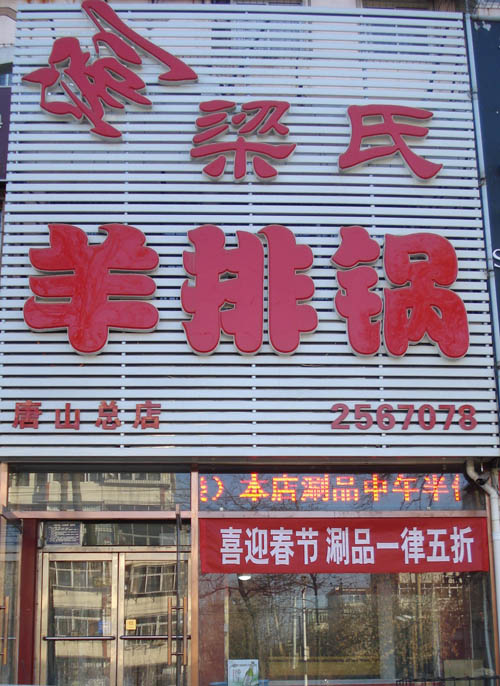 梁氏
羊排锅
唐山总店 2567078
）本店涮品中午半价
喜迎春节 涮品一律五折